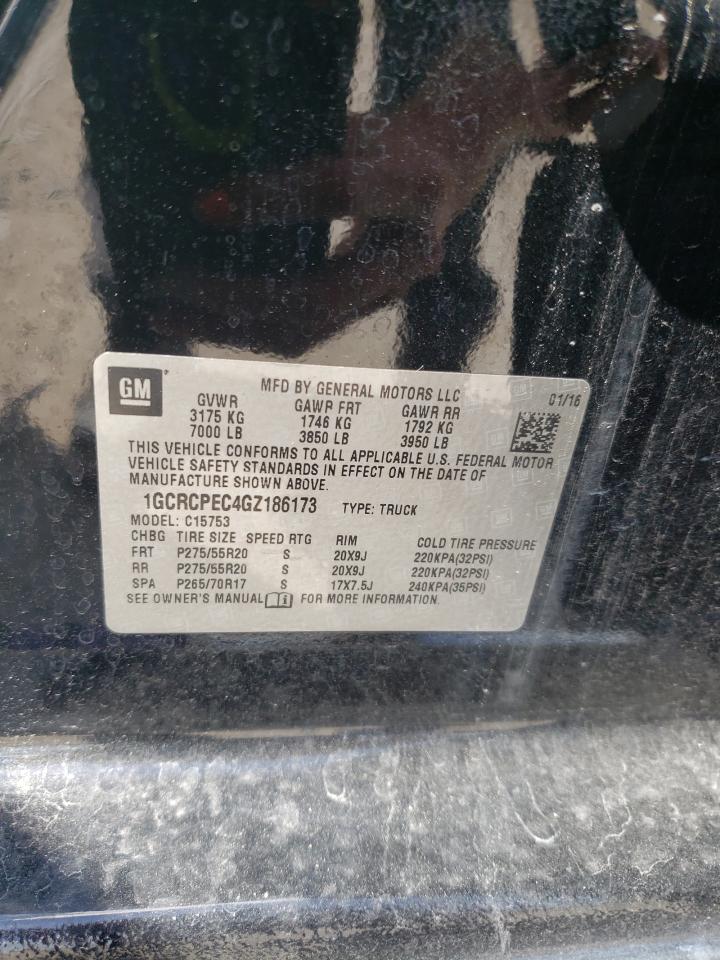 GM
MFD BY GENERAL MOTORS LLC 01/16
GVWR GAWR FRT GAWR RR
3175 KG 1746 KG 1792 KG
7000 LB 3850 LB 3950 LB
THIS VEHICLE CONFORMS TO ALL APPLICABLE U.S. FEDERAL MOTOR
VEHICLE SAFETY STANDARDS IN EFFECT ON THE DATE OF
MANUFACTURE SHOWN ABOVE.
1GCRCPEC4GZ186173 TYPE: TRUCK
MODEL: C15753
CHBG TIRE SIZE SPEED RTG RIM COLD TIRE PRESSURE
FRT P275/55R20 S 20X9J 220KPA(32PSI)
RR P275/55R20 S 20X9J 220KPA(32PSI)
SPA P265/70R17 S 17X7.5J 240KPA(35PSI)
SEE OWNER'S MANUAL i FOR MORE INFORMATION.